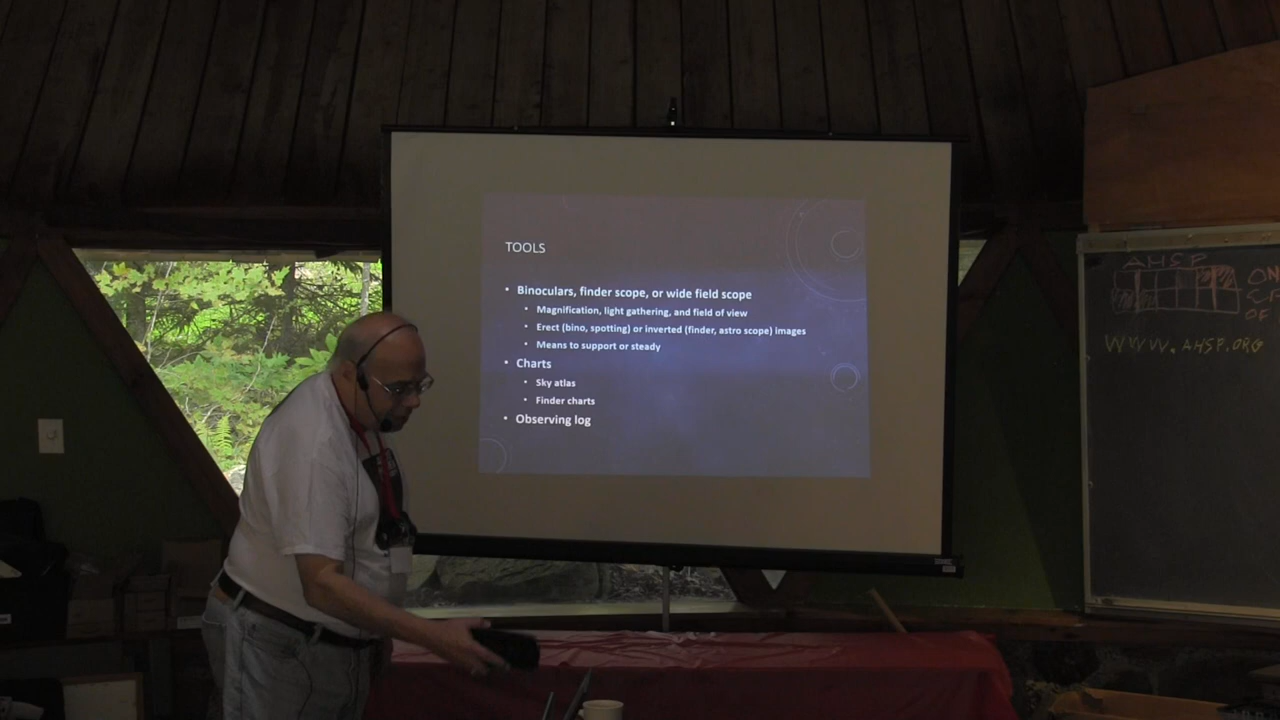 TOOLS
• Binoculars, finder scope, or wide field scope
• Magnification, light gathering, and field of view
• Erect (bino, spotting) or inverted (finder, astro scope) images
• Means to support or steady
• Charts
• Sky atlas
• Finder charts
• Observing log
AHSP
ON
OF
WWW.AHSP.ORG